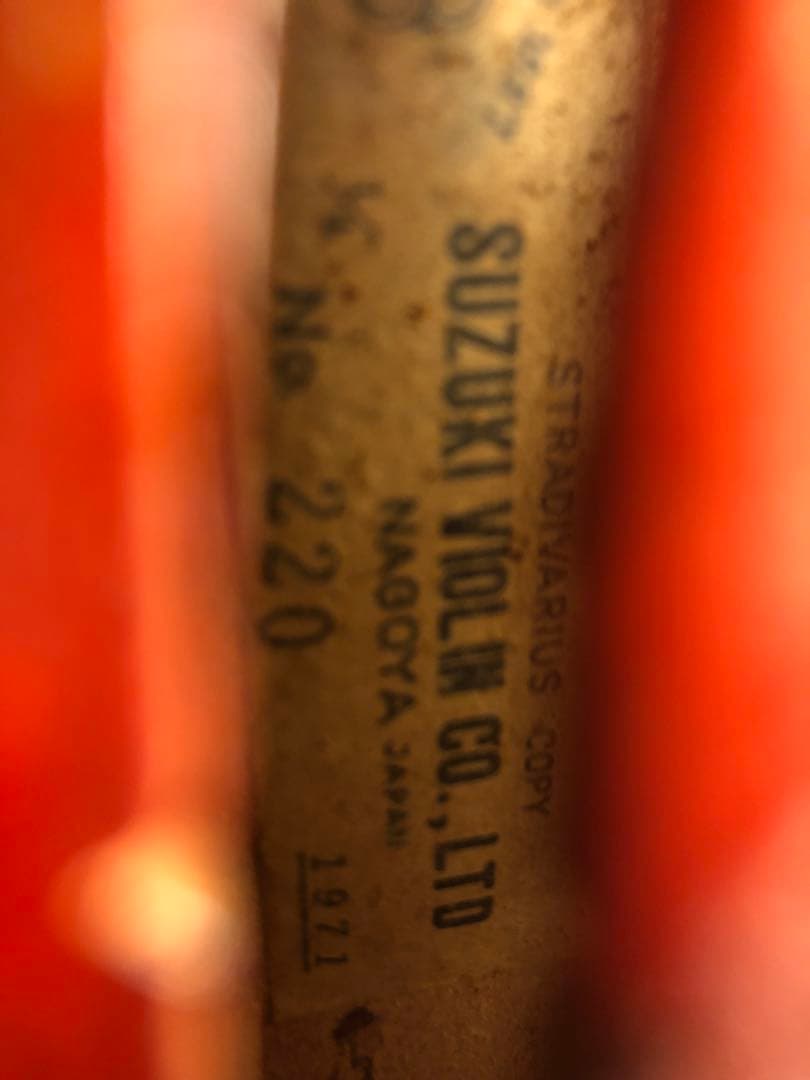 STRADIVARIUS COPY
SUZUKI VIOLIN CO., LTD
NAGOYA JAPAN
No 220
1971